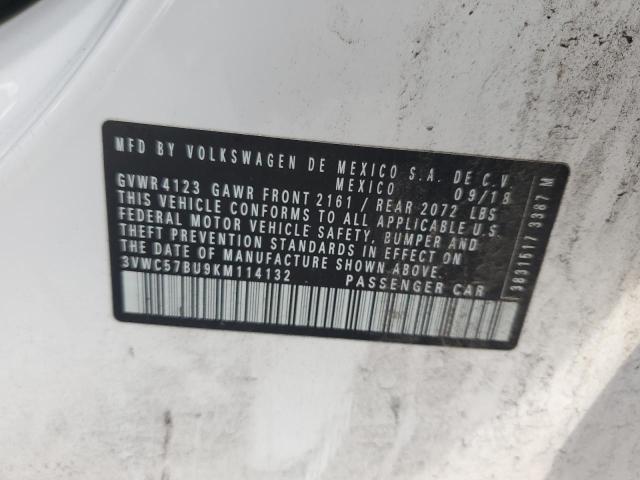 MFD BY VOLKSWAGEN DE MEXICO S.A. DE C.V.
MEXICO 09/18
GVWR 4123 GAWR FRONT 2161 / REAR 2072 LBS
THIS VEHICLE CONFORMS TO ALL APPLICABLE U.S.
FEDERAL MOTOR VEHICLE SAFETY, BUMPER AND
THEFT PREVENTION STANDARDS IN EFFECT ON
THE DATE OF MANUFACTURE SHOWN ABOVE.
3VWC57BU9KM114132 PASSENGER CAR
383161/ 3387 M